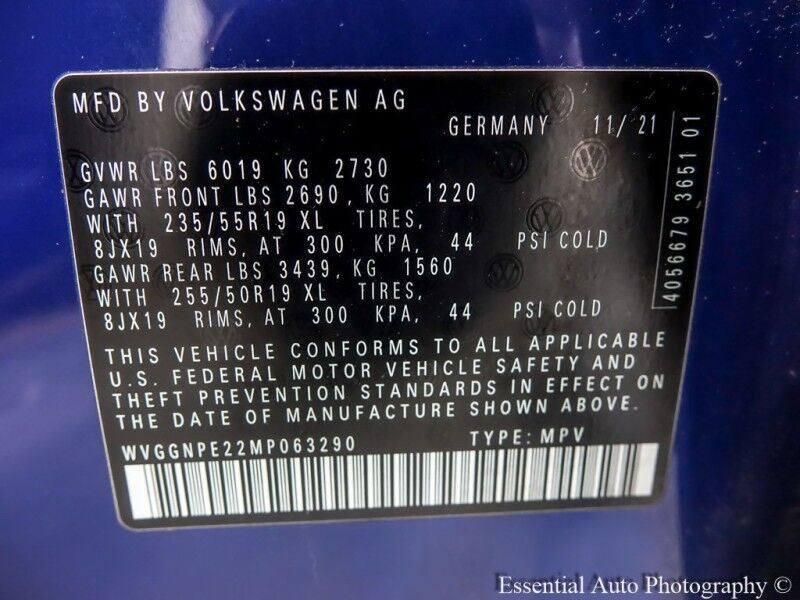 MFD BY VOLKSWAGEN AG
GERMANY 11/21
GVWR LBS 6019 KG 2730
GAWR FRONT LBS 2690, KG 1220
WITH 235/55R19 XL TIRES,
8JX19 RIMS, AT 300 KPA, 44 PSI COLD
GAWR REAR LBS 3439, KG 1560
WITH 255/50R19 XL TIRES,
8JX19 RIMS, AT 300 KPA, 44 PSI COLD
THIS VEHICLE CONFORMS TO ALL APPLICABLE
U.S. FEDERAL MOTOR VEHICLE SAFETY AND
THEFT PREVENTION STANDARDS IN EFFECT ON
THE DATE OF MANUFACTURE SHOWN ABOVE.
WVGGNPE22MP063290 TYPE: MPV
4056679 3651 01
Essential Auto Photography (c)